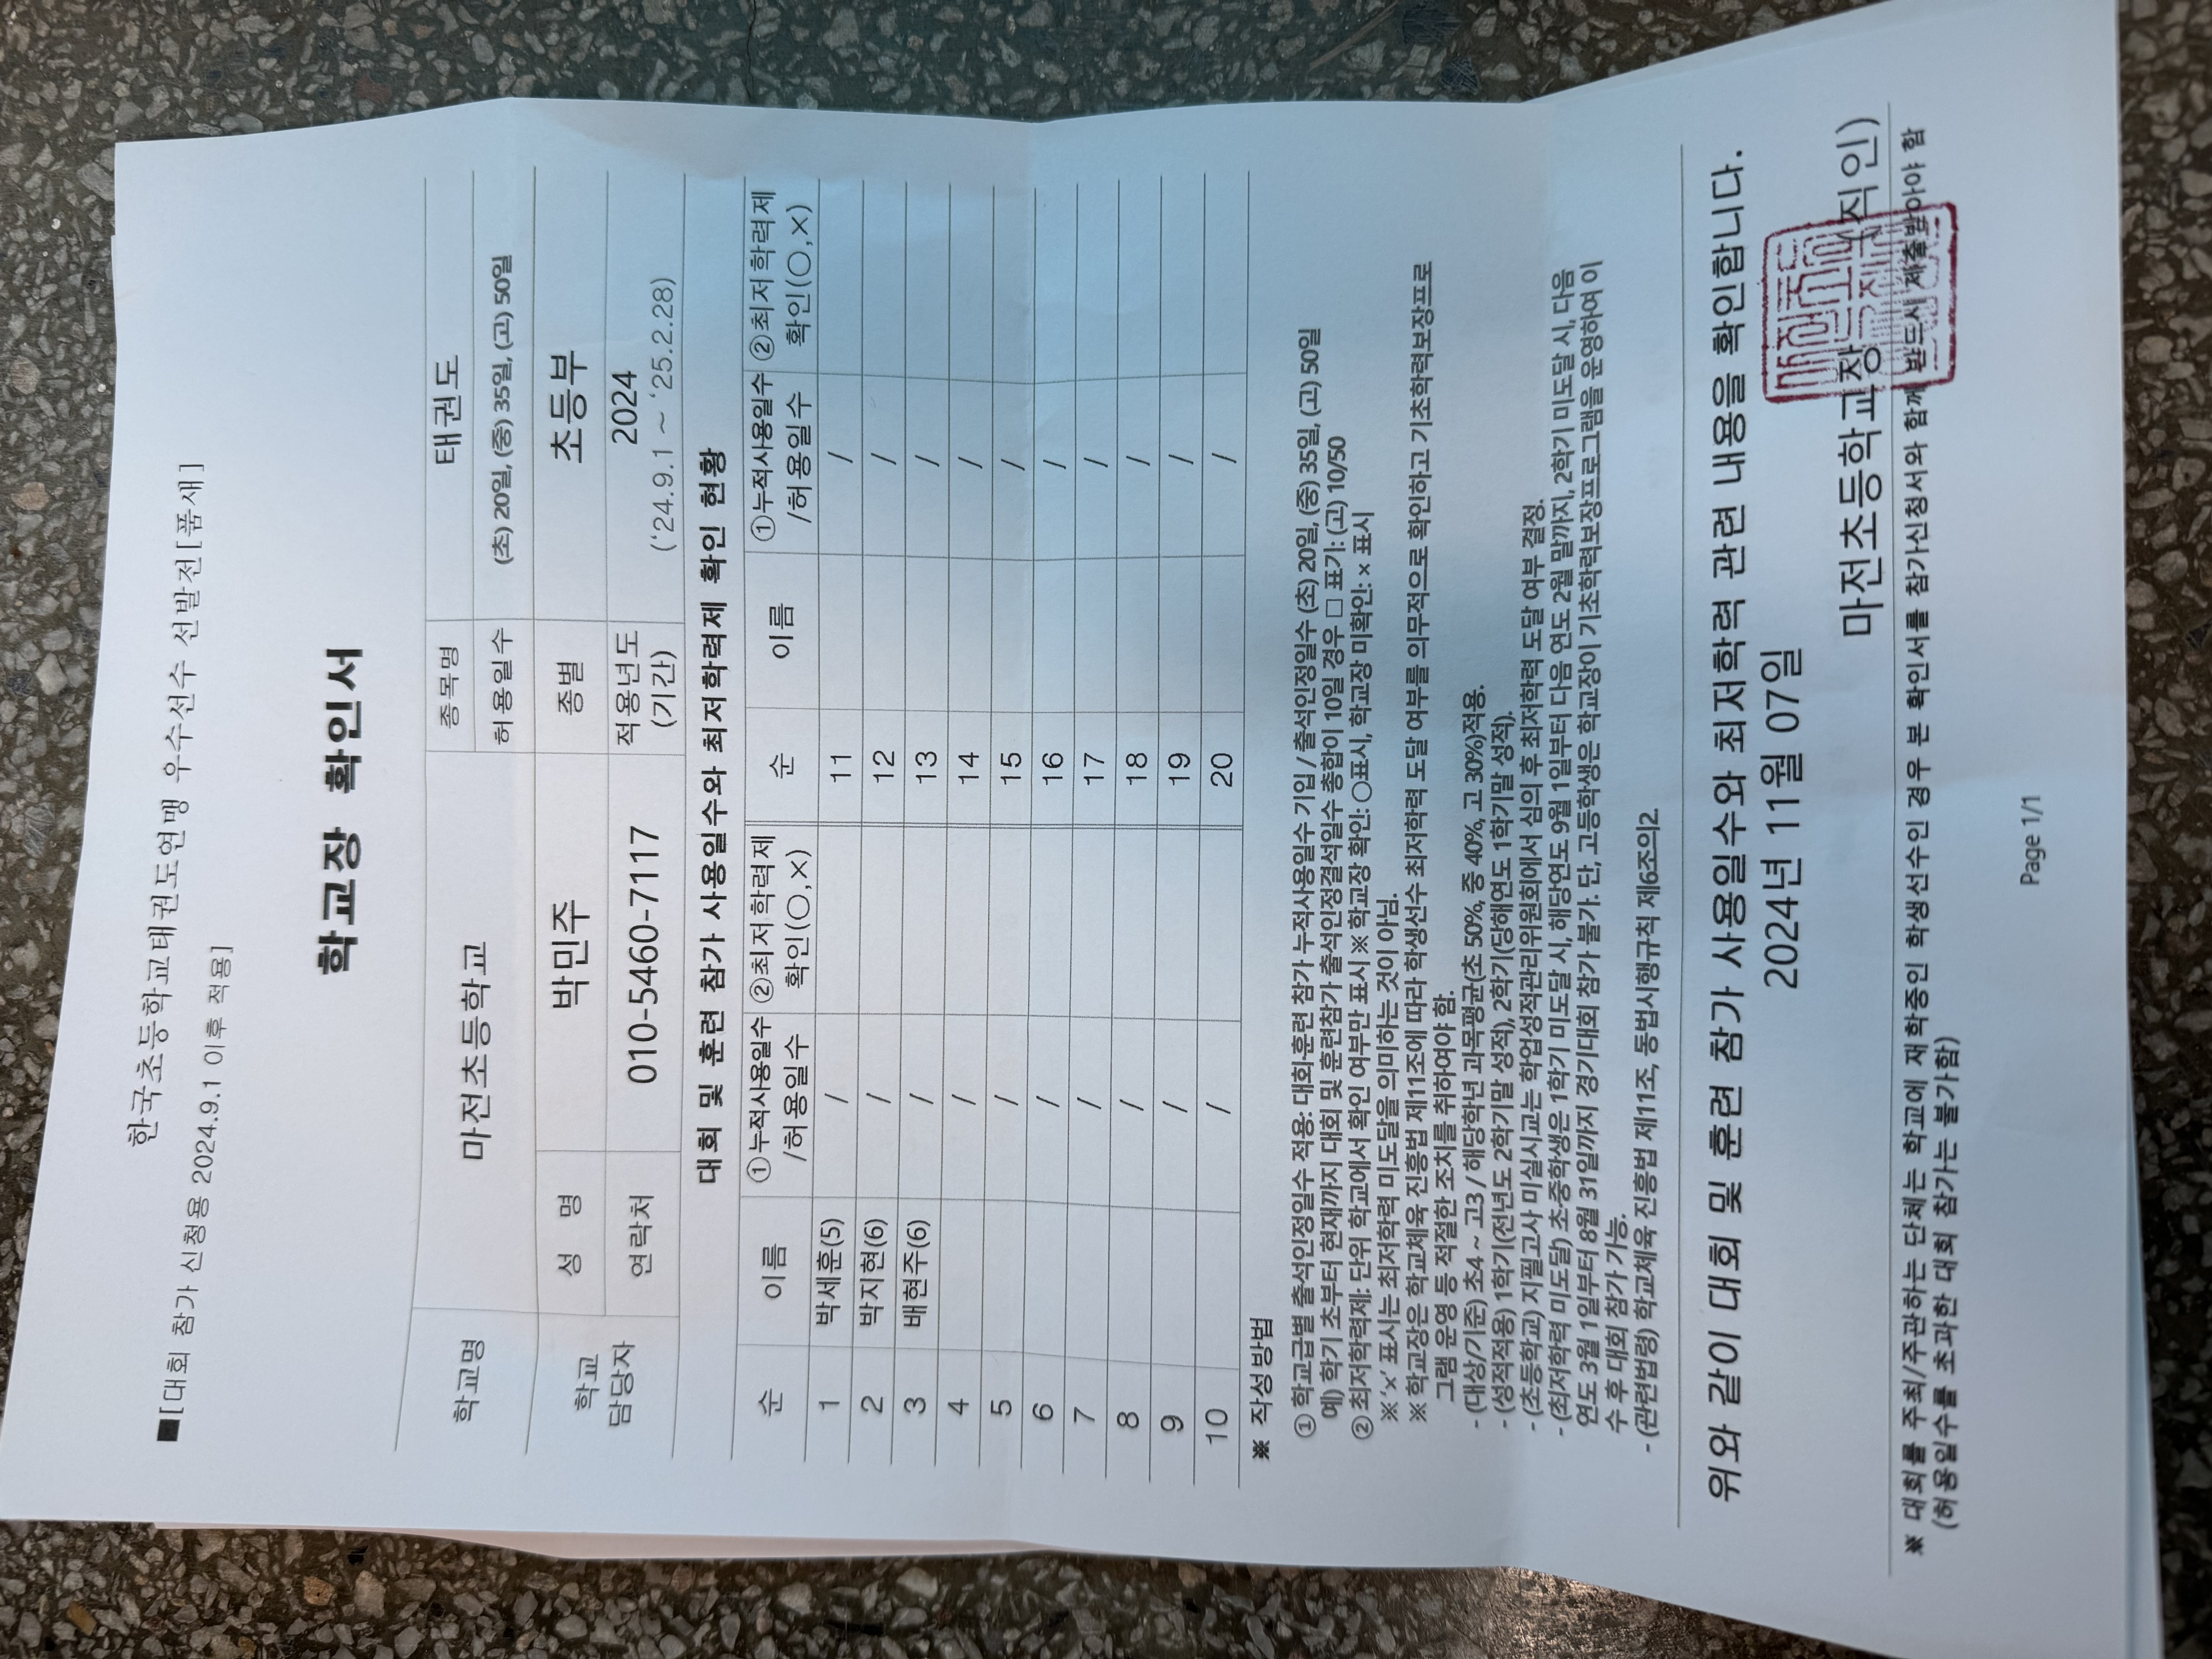 한국초등학교태권도연맹 우수선수 선발전[품새]
■[대회 참가 신청용 2024.9.1 이후 적용]
학교장 확인서
학교명 마전초등학교 종목명 태권도
허용일수 (초) 20일, (중) 35일, (고) 50일
학교 담당자 성 명 박민주 종별 초등부
연락처 010-5460-7117 적용년도 (기간) 2024 ('24.9.1 ~ '25.2.28)
대회 및 훈련 참가 사용일수와 최저학력제 확인 현황
순 이름 ①누적사용일수 /허용일수 ②최저학력제 확인(○,×) 순 이름 ①누적사용일수 /허용일수 ②최저학력제 확인(○,×)
1 박세훈(5) / 11 /
2 박지현(6) / 12 /
3 배현주(6) / 13 /
4 / 14 /
5 / 15 /
6 / 16 /
7 / 17 /
8 / 18 /
9 / 19 /
10 / 20 /
※ 작성방법
① 학교급별 출석인정일수 적용: 대회·훈련 참가 누적사용일수 기입 / 출석인정일수 (초) 20일, (중) 35일, (고) 50일
예) 학기 초부터 현재까지 대회 및 훈련참가 출석인정결석일수 총합이 10일 경우 □ 표기: (고) 10/50
② 최저학력제: 단위 학교에서 확인 여부만 표시 ※ 학교장 확인: ○표시, 학교장 미확인: × 표시
※ '×' 표시는 최저학력 미도달을 의미하는 것이 아님.
※ 학교장은 학교체육 진흥법 제11조에 따라 학생선수 최저학력 도달 여부를 의무적으로 확인하고 기초학력보장프로
그램 운영 등 적절한 조치를 취하여야 함.
- (대상/기준) 초4 ~ 고3 / 해당학년 과목평균(초 50%, 중 40%, 고 30%)적용.
- (성적적용) 1학기(전년도 2학기말 성적), 2학기(당해연도 1학기말 성적).
- (초등학교) 지필고사 미실시교는 학업성적관리위원회에서 심의 후 최저학력 도달 여부 결정.
- (최저학력 미도달) 초·중학생은 1학기 미도달 시, 해당연도 9월 1일부터 다음 연도 2월 말까지, 2학기 미도달 시, 다음
연도 3월 1일부터 8월 31일까지 경기대회 참가 불가. 단, 고등학생은 학교장이 기초학력보장프로그램을 운영하여 이
수 후 대회 참가 가능.
- (관련법령) 학교체육 진흥법 제11조, 동법시행규칙 제6조의2.
위와 같이 대회 및 훈련 참가 사용일수와 최저학력 관련 내용을 확인합니다.
2024년 11월 07일
마전초등학교장 (직인)
※ 대회를 주최/주관하는 단체는 학교에 재학중인 학생선수인 경우 본 확인서를 참가신청서와 함께 반드시 제출받아야 함
(허용일수를 초과한 대회 참가는 불가함)
Page 1/1